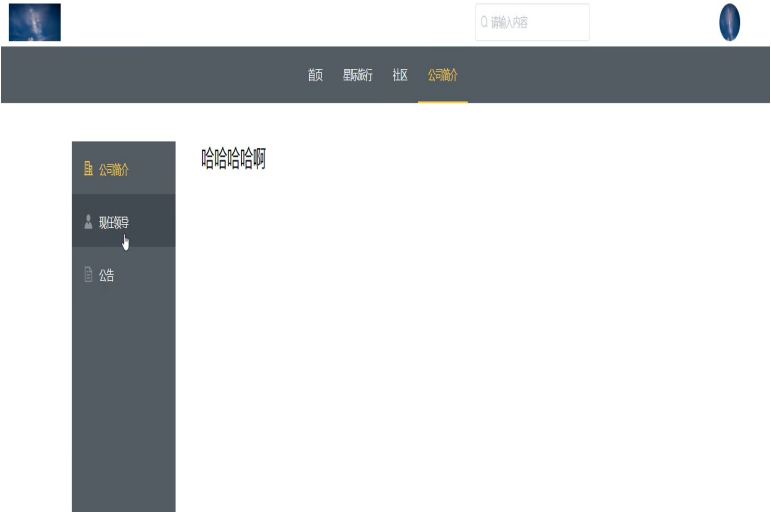 请输入内容
首页 星际旅行 社区 公司简介
公司简介
哈哈哈哈啊
现任领导
公告